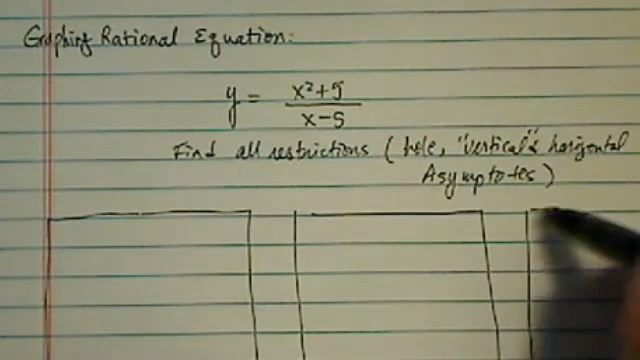 Graphing Rational Equation:
y = x²+5 / x-5
Find all restrictions (hole, "vertical" & horizontal
Asymptotes)